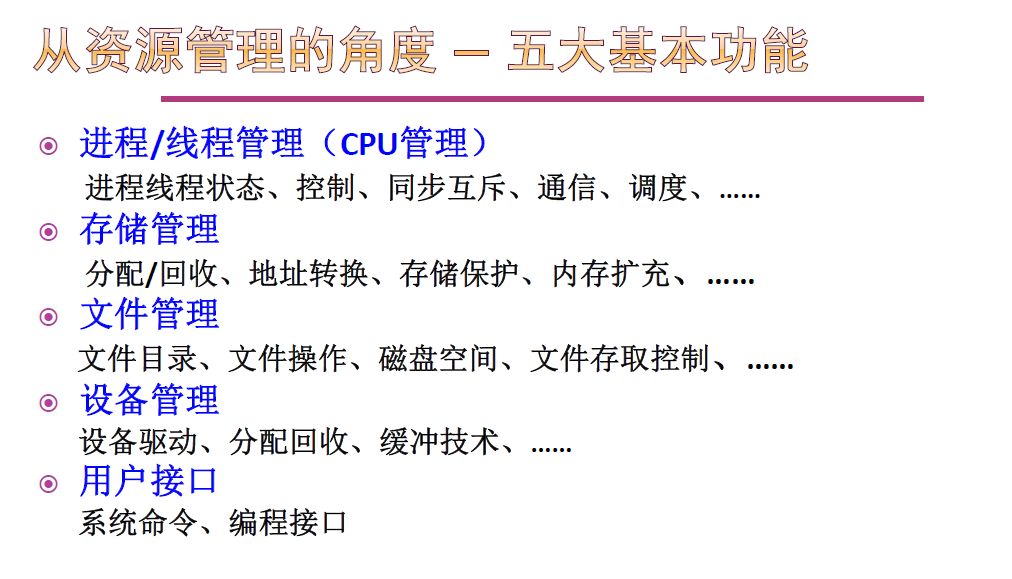 从资源管理的角度 — 五大基本功能
进程/线程管理（CPU管理）
进程线程状态、控制、同步互斥、通信、调度、……
存储管理
分配/回收、地址转换、存储保护、内存扩充、……
文件管理
文件目录、文件操作、磁盘空间、文件存取控制、……
设备管理
设备驱动、分配回收、缓冲技术、……
用户接口
系统命令、编程接口